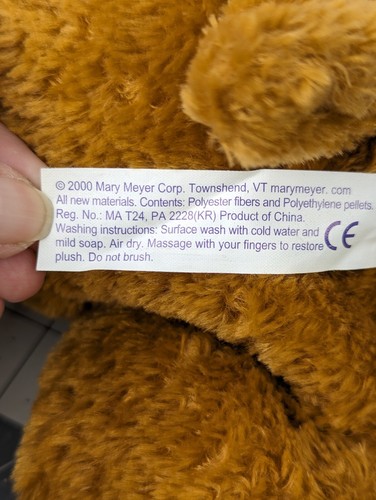 © 2000 Mary Meyer Corp. Townshend, VT marymeyer. com
All new materials. Contents: Polyester fibers and Polyethylene pellets.
Reg. No.: MA T24, PA 2228(KR) Product of China.
Washing instructions: Surface wash with cold water and
mild soap. Air dry. Massage with your fingers to restore
plush. Do not brush.
CE